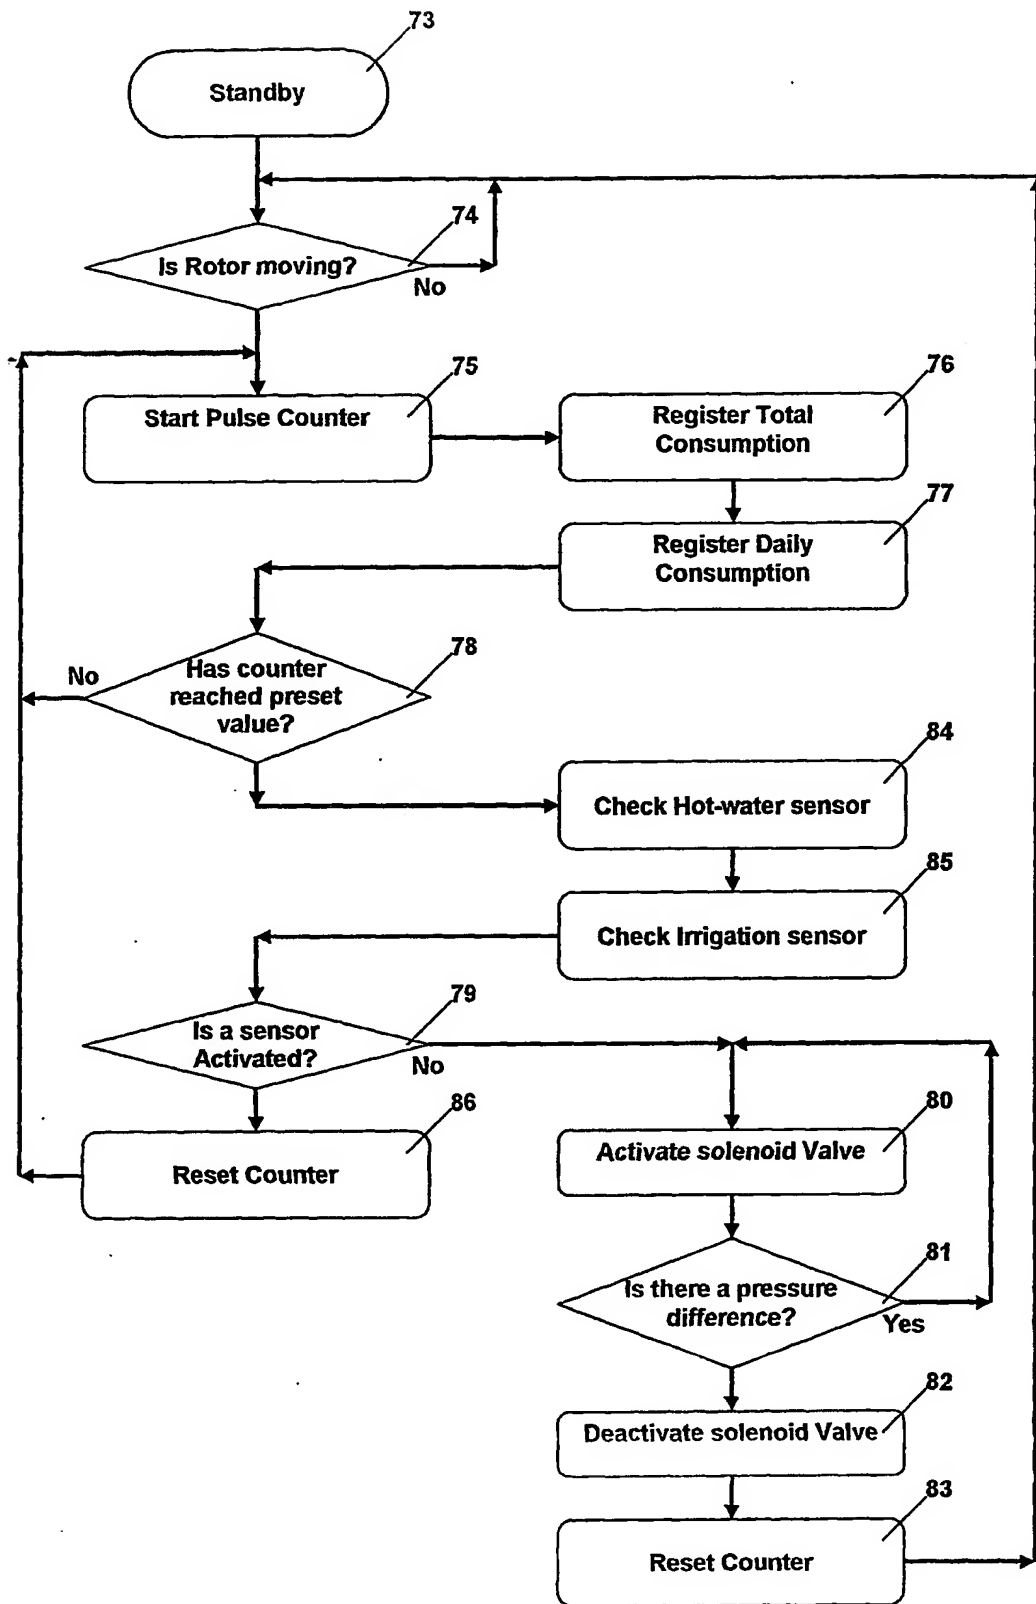 73
Standby
74
Is Rotor moving?
No
75
Start Pulse Counter
76
Register Total
Consumption
77
Register Daily
Consumption
78
No
Has counter
reached preset
value?
84
Check Hot-water sensor
85
Check Irrigation sensor
79
Is a sensor
Activated?
No
86
Reset Counter
80
Activate solenoid Valve
81
Is there a pressure
difference?
Yes
82
Deactivate solenoid Valve
83
Reset Counter